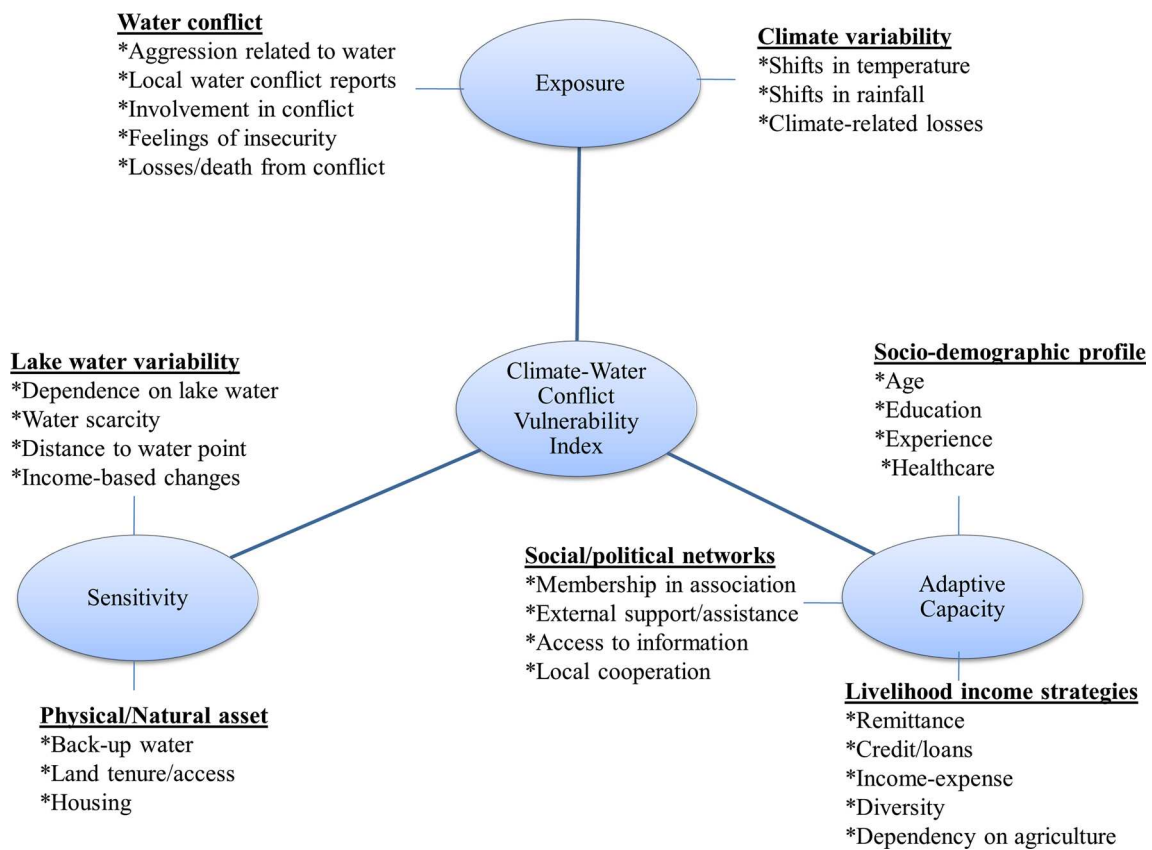 Water conflict
*Aggression related to water
*Local water conflict reports
*Involvement in conflict
*Feelings of insecurity
*Losses/death from conflict
Exposure
Climate variability
*Shifts in temperature
*Shifts in rainfall
*Climate-related losses
Climate-Water
Conflict
Vulnerability
Index
Lake water variability
*Dependence on lake water
*Water scarcity
*Distance to water point
*Income-based changes
Sensitivity
Physical/Natural asset
*Back-up water
*Land tenure/access
*Housing
Socio-demographic profile
*Age
*Education
*Experience
*Healthcare
Social/political networks
*Membership in association
*External support/assistance
*Access to information
*Local cooperation
Adaptive
Capacity
Livelihood income strategies
*Remittance
*Credit/loans
*Income-expense
*Diversity
*Dependency on agriculture